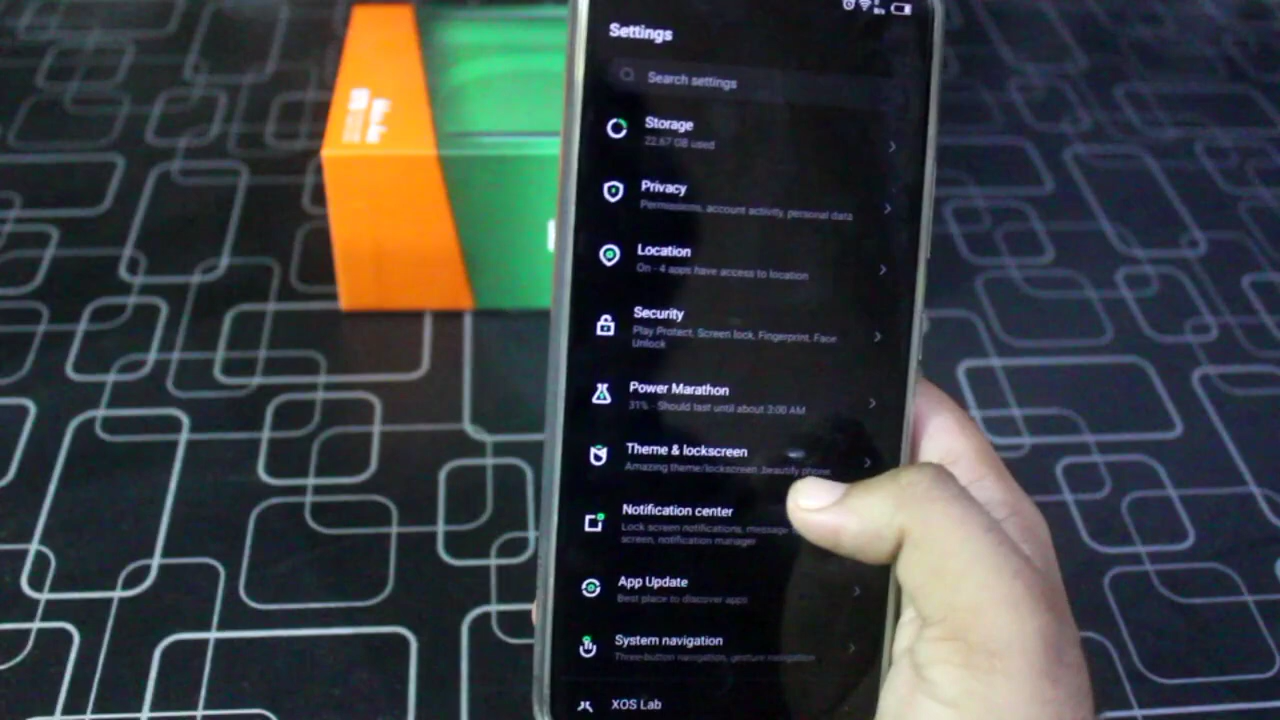 Settings
Search settings
Storage
22.67 GB used
Privacy
Permissions, account activity, personal data
Location
On - 4 apps have access to location
Security
Play Protect, Screen lock, Fingerprint, Face
Unlock
Power Marathon
31% - Should last until about 3:00 AM
Theme & lockscreen
Amazing theme/lockscreen ,beautify phone.
Notification center
Lock screen notifications, message
screen, notification manager
App Update
Best place to discover apps
System navigation
Three-button navigation, gesture navigation
XOS Lab